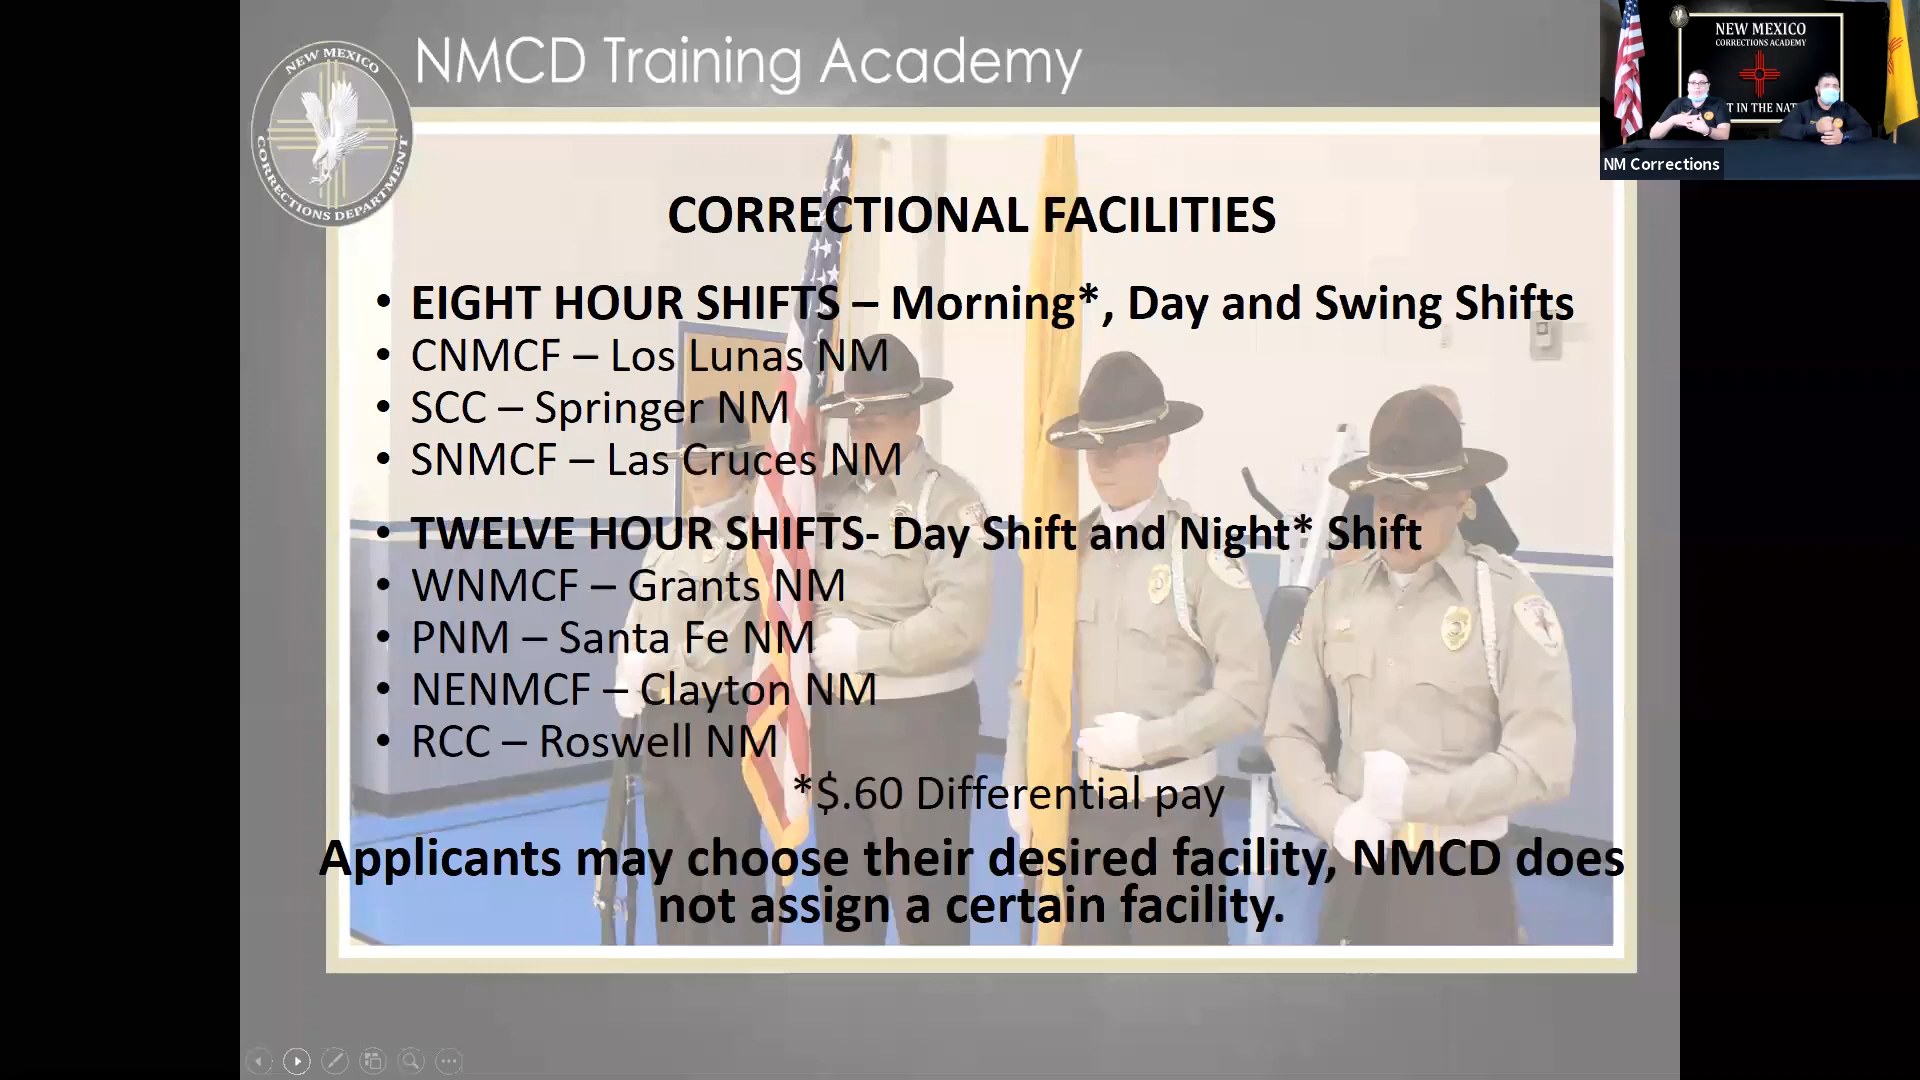 NMCD Training Academy
NEW MEXICO
CORRECTIONS DEPARTMENT
NEW MEXICO
CORRECTIONS ACADEMY
T IN THE NAT
NM Corrections
CORRECTIONAL FACILITIES
• EIGHT HOUR SHIFTS – Morning*, Day and Swing Shifts
• CNMCF – Los Lunas NM
• SCC – Springer NM
• SNMCF – Las Cruces NM
• TWELVE HOUR SHIFTS- Day Shift and Night* Shift
• WNMCF – Grants NM
• PNM – Santa Fe NM
• NENMCF – Clayton NM
• RCC – Roswell NM
*$.60 Differential pay
Applicants may choose their desired facility, NMCD does
not assign a certain facility.